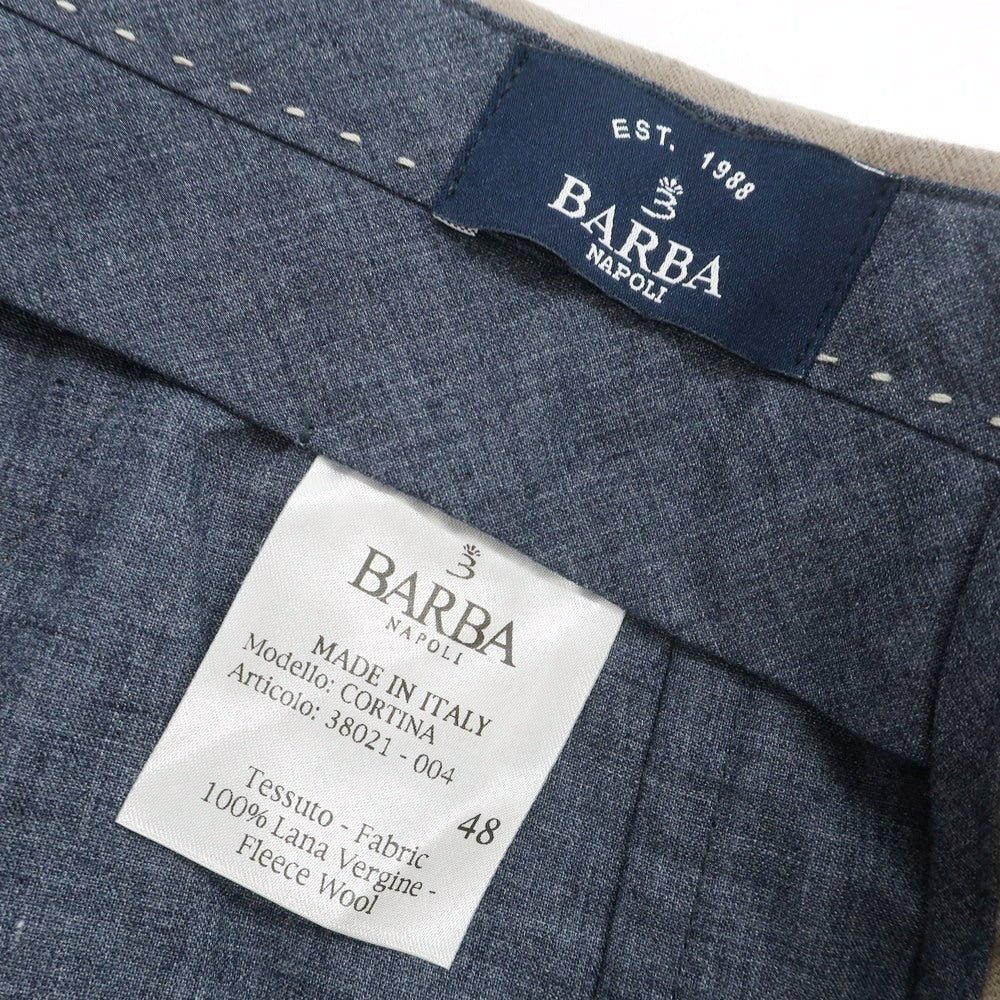 EST. 1988
BARBA
NAPOLI
BARBA
NAPOLI
MADE IN ITALY
Modello: CORTINA
Articolo: 38021 - 004
48
Tessuto - Fabric
100% Lana Vergine -
Fleece Wool